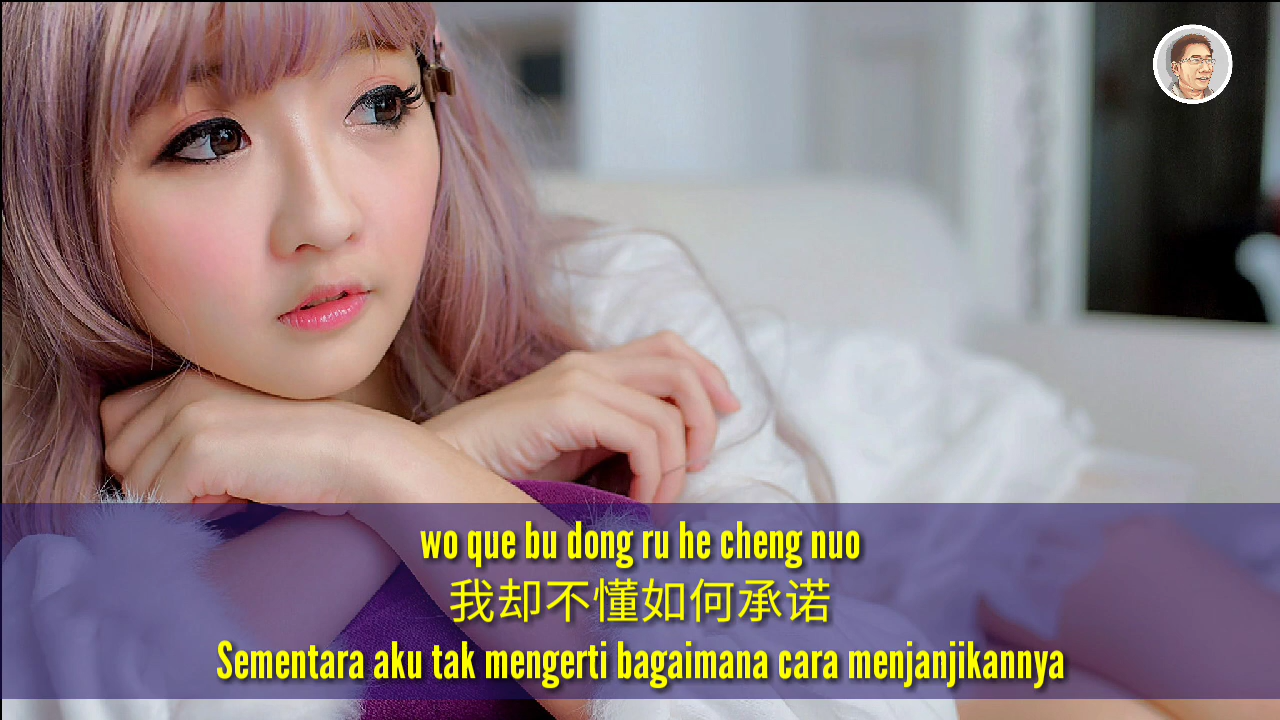 wo que bu dong ru he cheng nuo
我却不懂如何承诺
Sementara aku tak mengerti bagaimana cara menjanjikannya